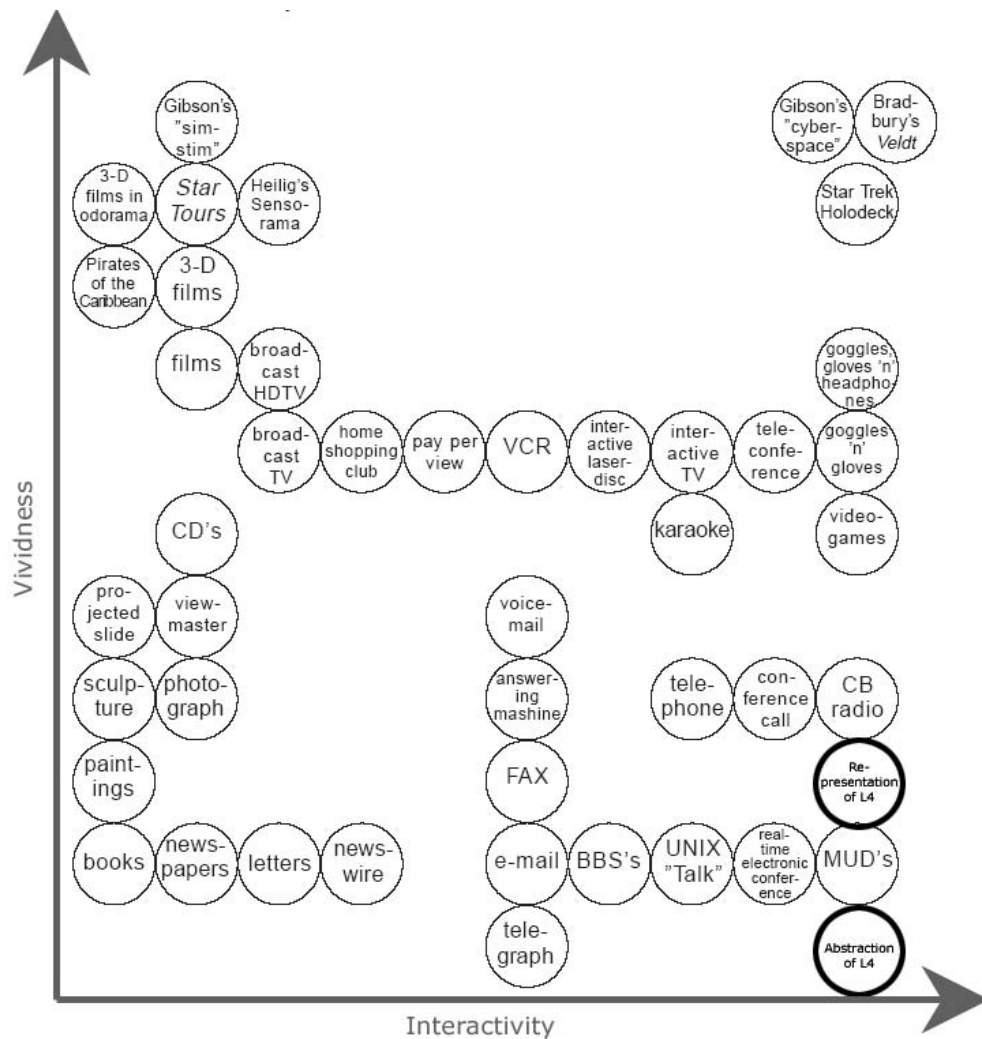 Gibson's
"sim-
stim"
Gibson's
"cyber-
space"
Brad-
bury's
Veldt
3-D
films in
odorama
Star
Tours
Heilig's
Senso-
rama
Star Trek
Holodeck
Pirates
of the
Caribbean
3-D
films
films
broad-
cast
HDTV
goggles,
gloves 'n'
headpho-
nes
broad-
cast
TV
home
shopping
club
pay per
view
VCR
inter-
active
laser-
disc
inter-
active
TV
tele-
confe-
rence
goggles
'n'
gloves
CD's
karaoke
video-
games
pro-
jected
slide
view-
master
voice-
mail
sculp-
ture
photo-
graph
answer-
ing
mashine
tele-
phone
con-
ference
call
CB
radio
paint-
ings
FAX
Re-
presentation
of L4
books
news-
papers
letters
news-
wire
e-mail
BBS's
UNIX
"Talk"
real-
time
electronic
confer-
ence
MUD's
tele-
graph
Abstraction
of L4
Vividness
Interactivity